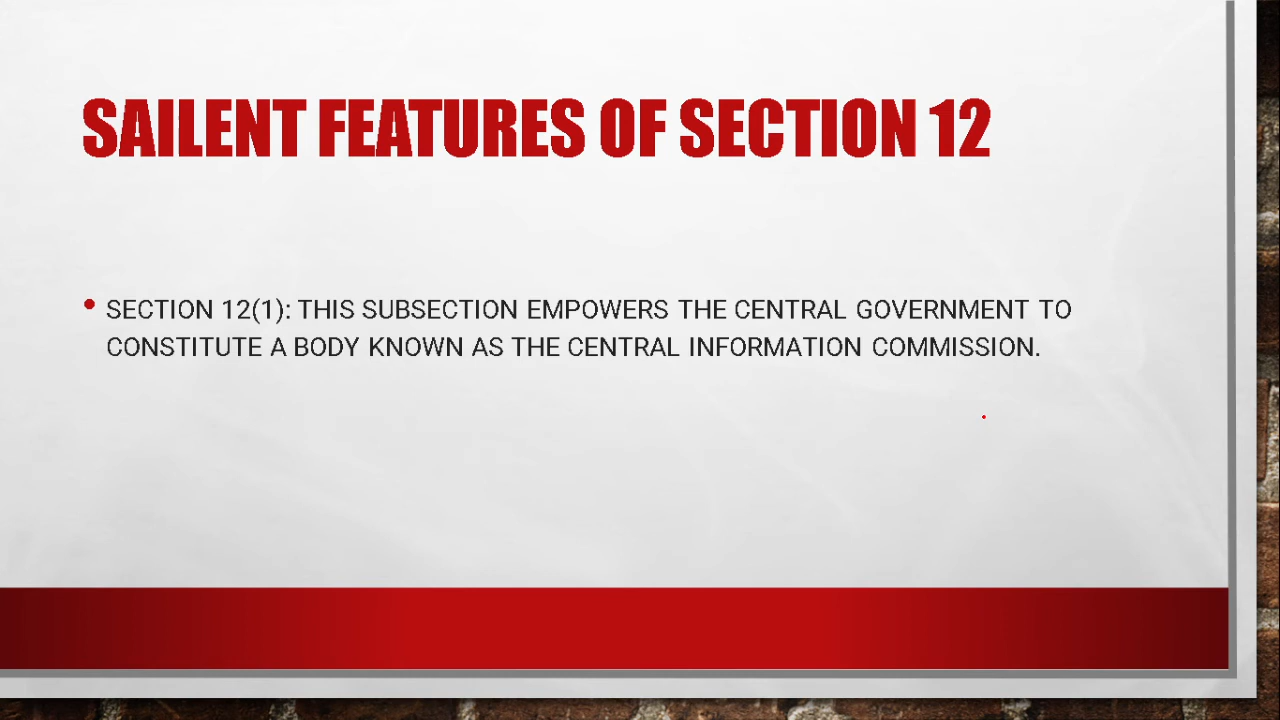 SAILENT FEATURES OF SECTION 12
• SECTION 12(1): THIS SUBSECTION EMPOWERS THE CENTRAL GOVERNMENT TO
CONSTITUTE A BODY KNOWN AS THE CENTRAL INFORMATION COMMISSION.